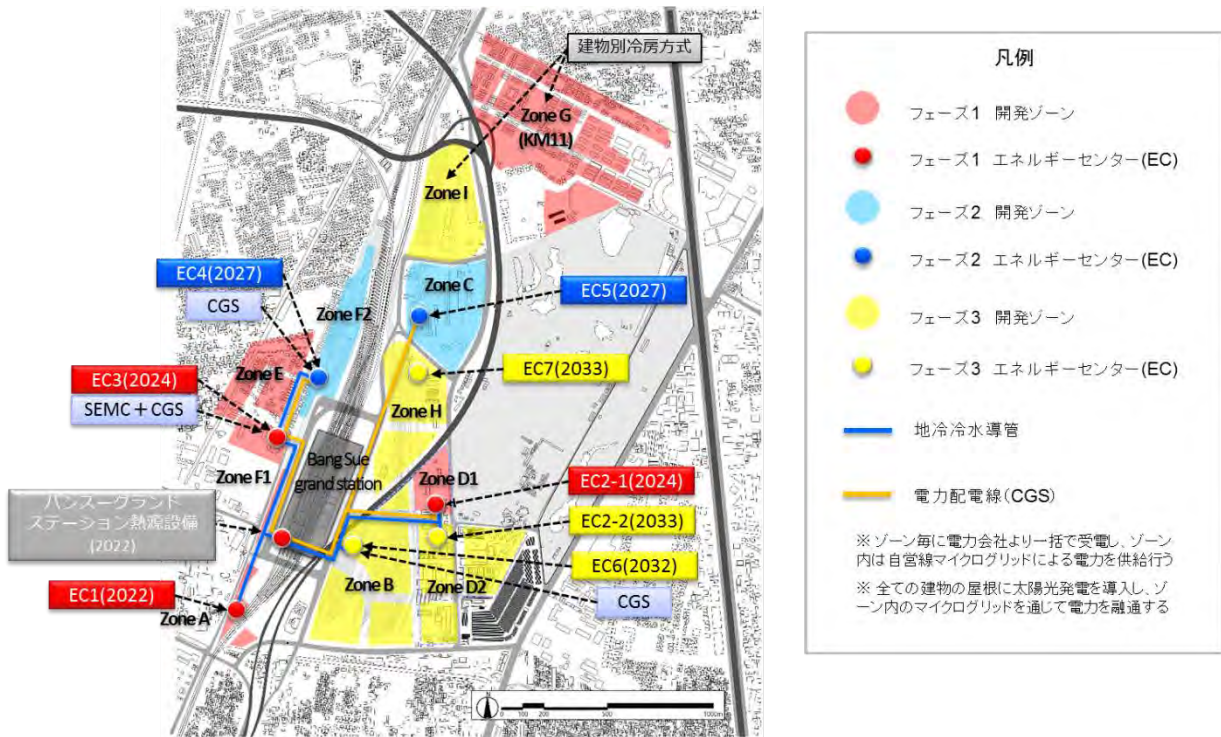 建物別冷房方式
Zone G
(KM11)
Zone I
EC4(2027)
CGS
Zone F2
Zone C
EC5(2027)
Zone E
EC3(2024)
SEMC＋CGS
EC7(2033)
Zone H
Bang Sue
grand station
Zone F1
Zone D1
EC2-1(2024)
バンスーグランド
ステーション熱源設備
(2022)
EC2-2(2033)
EC6(2032)
Zone B
Zone D2
CGS
EC1(2022)
Zone A
0 100 200 500 1000m
凡例
フェーズ1 開発ゾーン
フェーズ1 エネルギーセンター(EC)
フェーズ2 開発ゾーン
フェーズ2 エネルギーセンター(EC)
フェーズ3 開発ゾーン
フェーズ3 エネルギーセンター(EC)
地冷冷水導管
電力配電線(CGS)
※ ゾーン毎に電力会社より一括で受電し、ゾーン
内は自営線マイクログリッドによる電力を供給行う
※ 全ての建物の屋根に太陽光発電を導入し、ゾ
ーン内のマイクログリッドを通じて電力を融通する